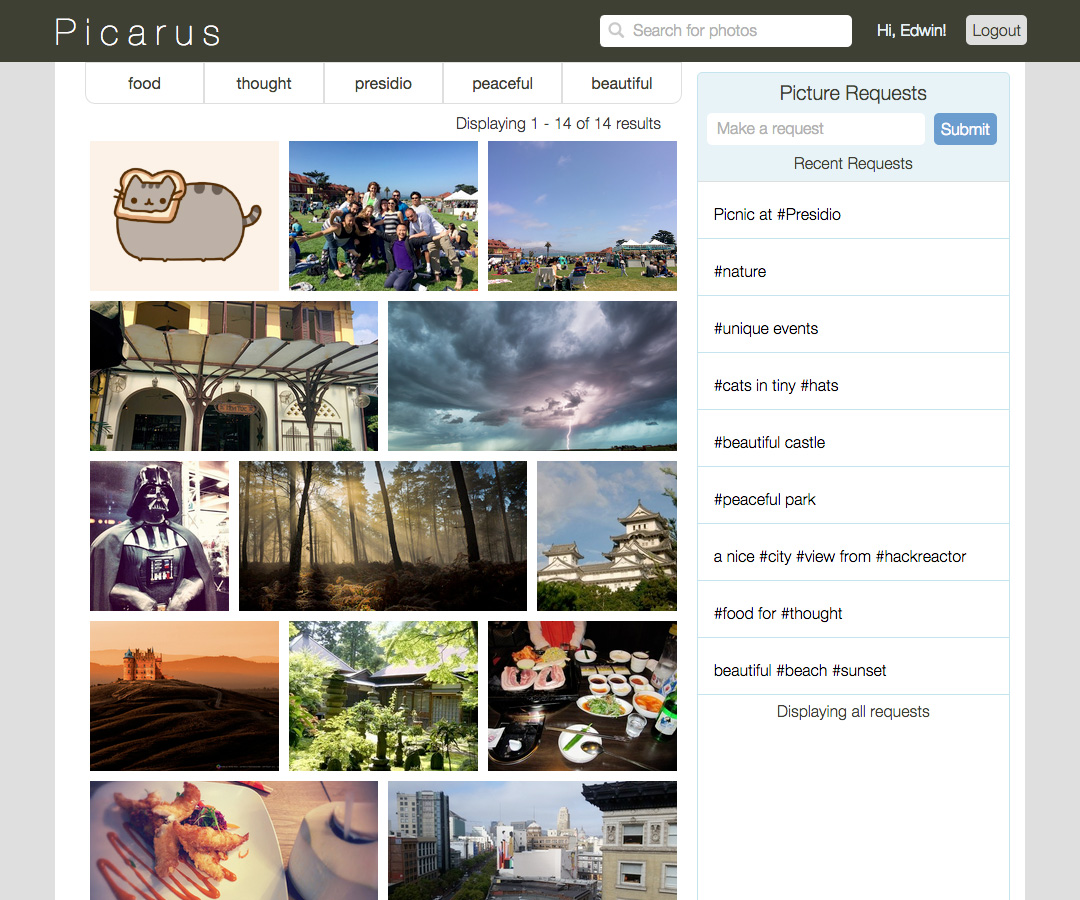 Picarus
Search for photos
Hi, Edwin!
Logout
food thought presidio peaceful beautiful
Displaying 1 - 14 of 14 results
Picture Requests
Make a request
Submit
Recent Requests
Picnic at #Presidio
#nature
#unique events
#cats in tiny #hats
#beautiful castle
#peaceful park
a nice #city #view from #hackreactor
#food for #thought
beautiful #beach #sunset
Displaying all requests